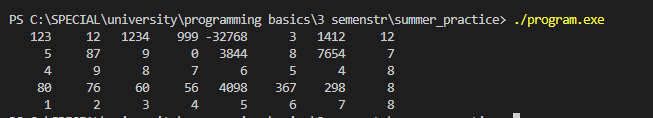 PS C:\SPECIAL\university\programming basics\3 semenstr\summer_practice> ./program.exe
123 12 1234 999 -32768 3 1412 12
5 87 9 0 3844 8 7654 7
4 9 8 7 6 5 4 8
80 76 60 56 4098 367 298 8
1 2 3 4 5 6 7 8